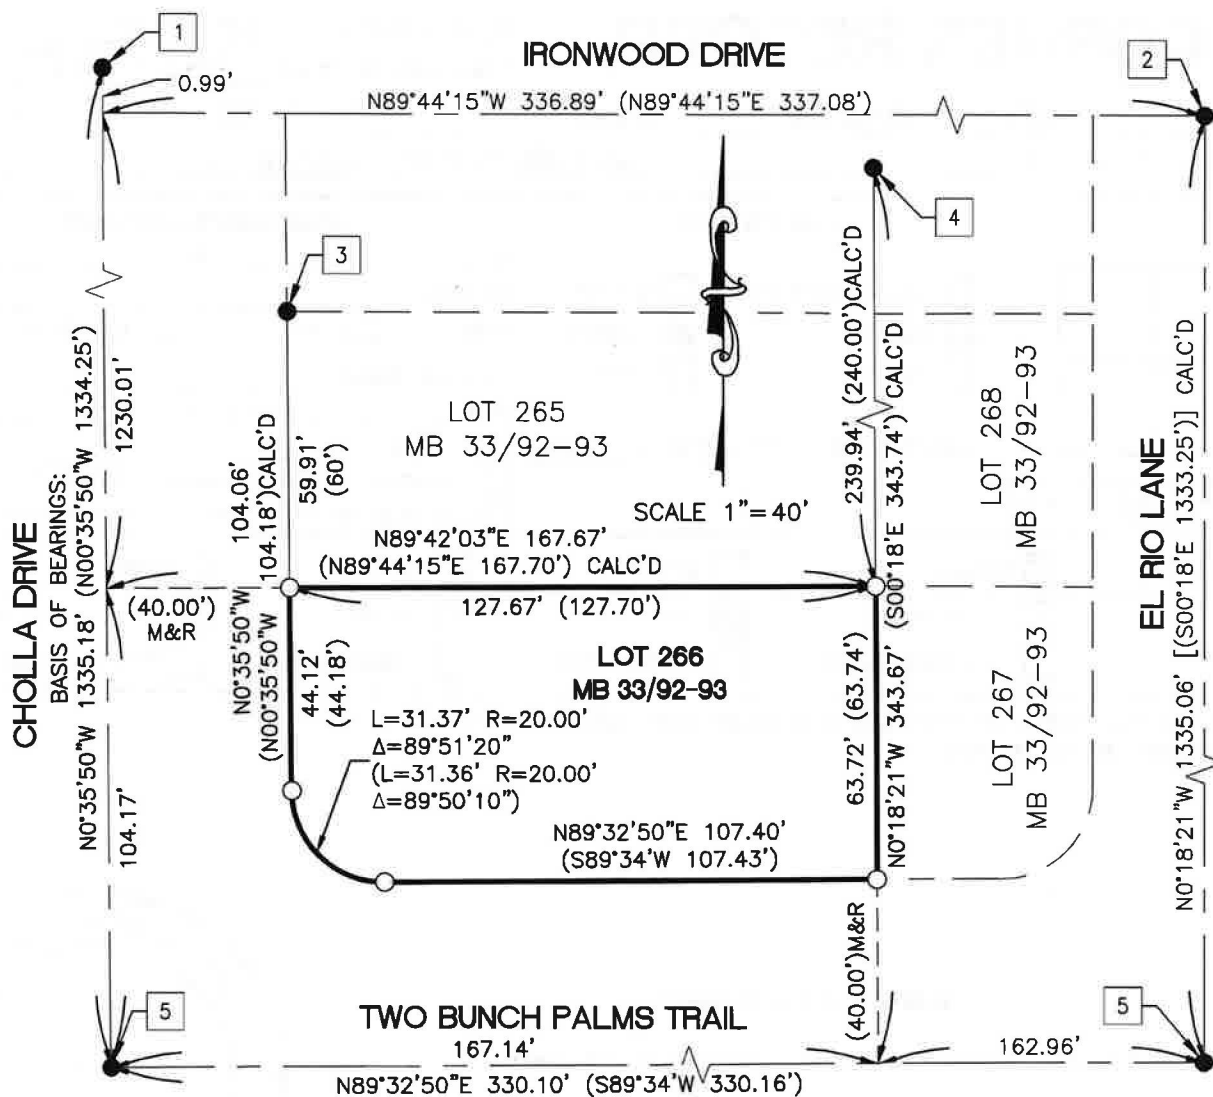 1
IRONWOOD DRIVE
2
0.99'
N89°44'15"W 336.89' (N89°44'15"E 337.08')
4
3
(240.00')CALC'D
239.94'
LOT 265
MB 33/92-93
SCALE 1"=40'
LOT 268
MB 33/92-93
CHOLLA DRIVE
BASIS OF BEARINGS:
N0°35'50"W 1335.18' (N00°35'50"W 1334.25')
1230.01'
104.17'
104.06'
(104.18')CALC'D
59.91'
(60")
N89°42'03"E 167.67'
(N89°44'15"E 167.70') CALC'D
127.67' (127.70')
(40.00')
M&R
N0°35'50"W
(N00°35'50"W
44.12'
(44.18')
LOT 266
MB 33/92-93
L=31.37' R=20.00'
Δ=89°51'20"
(L=31.36' R=20.00'
Δ=89°50'10")
63.72' (63.74')
N0°18'21"W 343.67'
(S00°18'E 343.74') CALC'D
LOT 267
MB 33/92-93
EL RIO LANE
N0°18'21"W 1335.06' [(S00°18'E 1333.25')] CALC'D
N89°32'50"E 107.40'
(S89°34'W 107.43')
(40.00')M&R
5
TWO BUNCH PALMS TRAIL
5
167.14'
162.96'
N89°32'50"E 330.10' (S89°34'W 330.16')